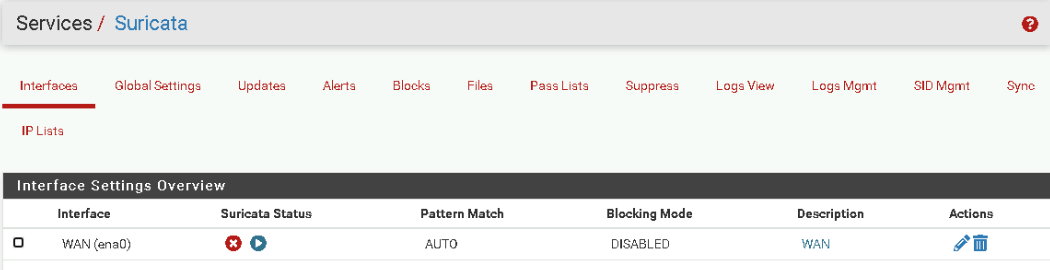 Services / Suricata
Interfaces Global Settings Updates Alerts Blocks Files Pass Lists Suppress Logs View Logs Mgmt SID Mgmt Sync
IP Lists
Interface Settings Overview
Interface Suricata Status Pattern Match Blocking Mode Description Actions
WAN (ena0) AUTO DISABLED WAN